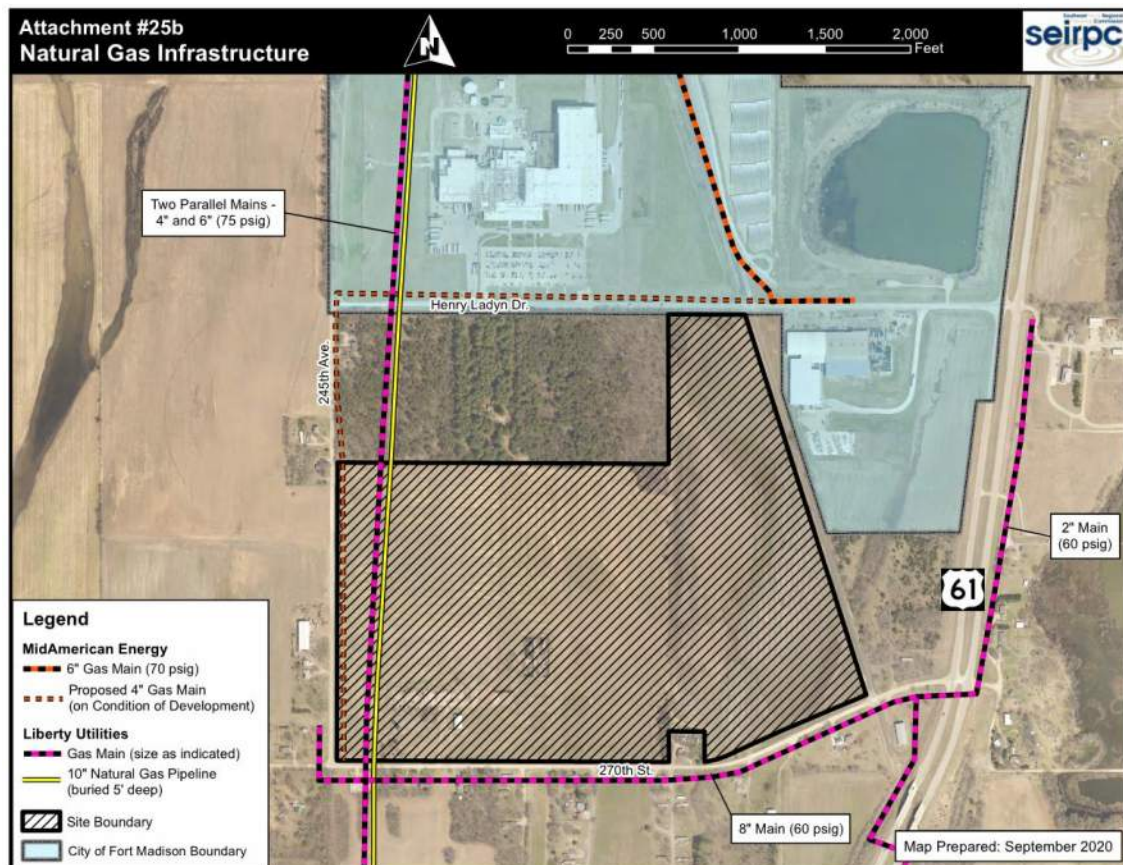 Attachment #25b
Natural Gas Infrastructure
N
0 250 500 1,000 1,500 2,000
Feet
Southeast Iowa Regional
Commission
seirpc
Two Parallel Mains -
4" and 6" (75 psig)
Henry Ladyn Dr.
245th Ave.
2" Main
(60 psig)
61
270th St.
8" Main (60 psig)
Legend
MidAmerican Energy
6" Gas Main (70 psig)
Proposed 4" Gas Main
(on Condition of Development)
Liberty Utilities
Gas Main (size as indicated)
10" Natural Gas Pipeline
(buried 5' deep)
Site Boundary
City of Fort Madison Boundary
Map Prepared: September 2020